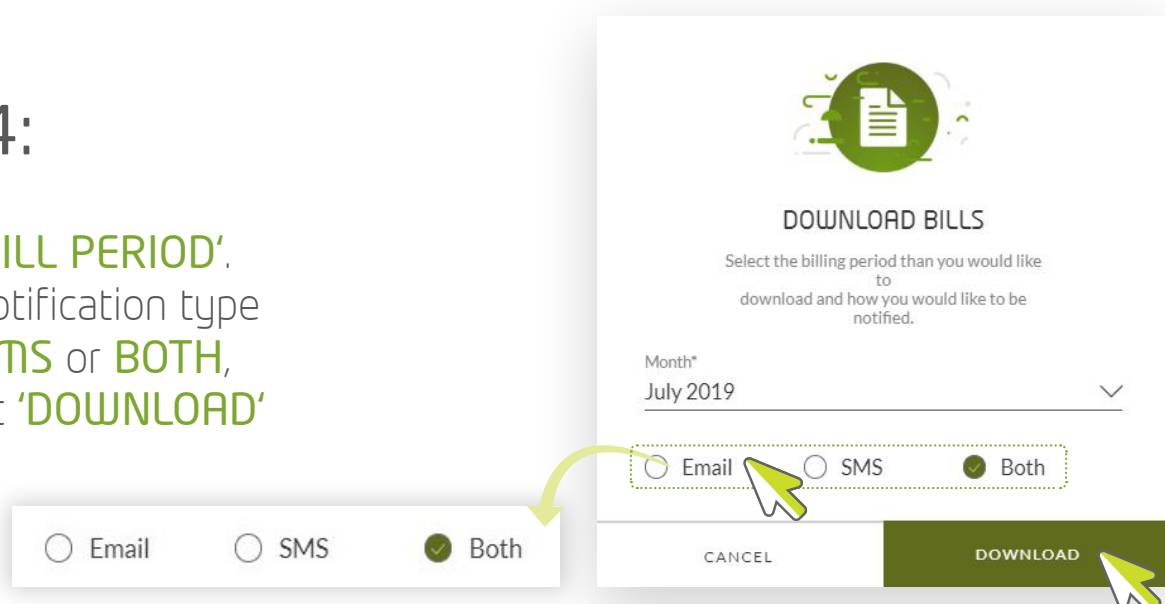 4:
ILL PERIOD‘.
otification type
MS or BOTH,
t ‘DOWNLOAD‘
Email SMS Both
DOWNLOAD BILLS
Select the billing period than you would like
to
download and how you would like to be
notified.
Month*
July 2019
Email SMS Both
CANCEL DOWNLOAD